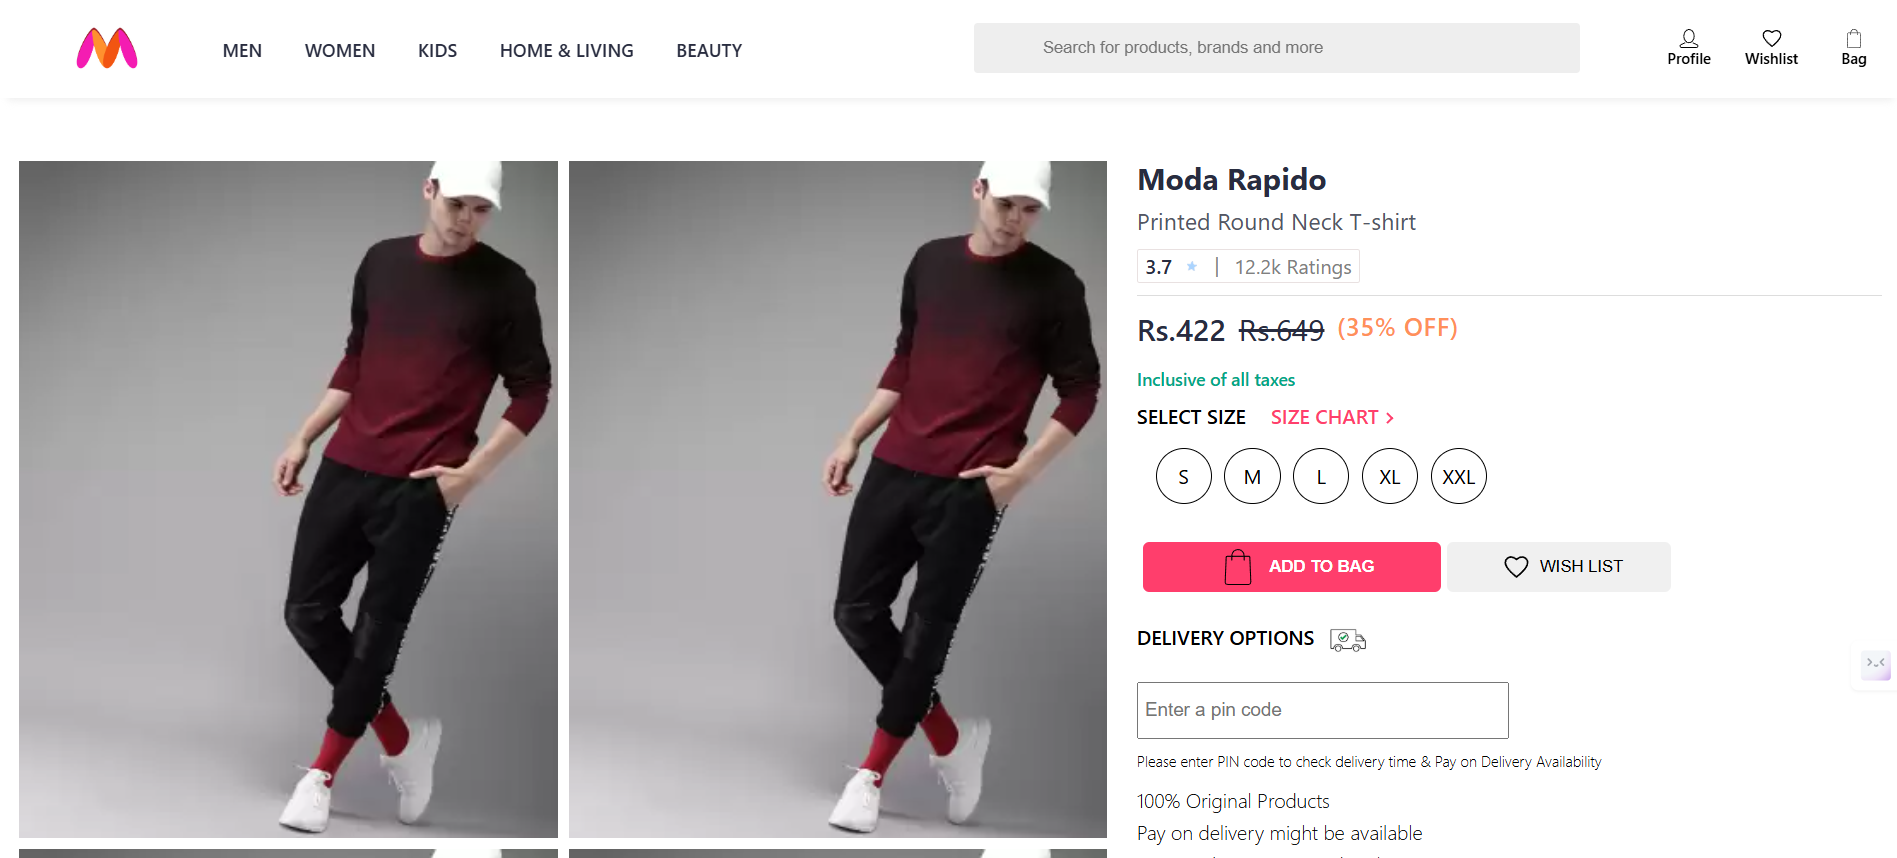 MEN WOMEN KIDS HOME & LIVING BEAUTY
Search for products, brands and more
Profile Wishlist Bag
Moda Rapido
Printed Round Neck T-shirt
3.7 | 12.2k Ratings
Rs.422 Rs.649 (35% OFF)
Inclusive of all taxes
SELECT SIZE SIZE CHART >
S M L XL XXL
ADD TO BAG WISH LIST
DELIVERY OPTIONS
Enter a pin code
Please enter PIN code to check delivery time & Pay on Delivery Availability
100% Original Products
Pay on delivery might be available